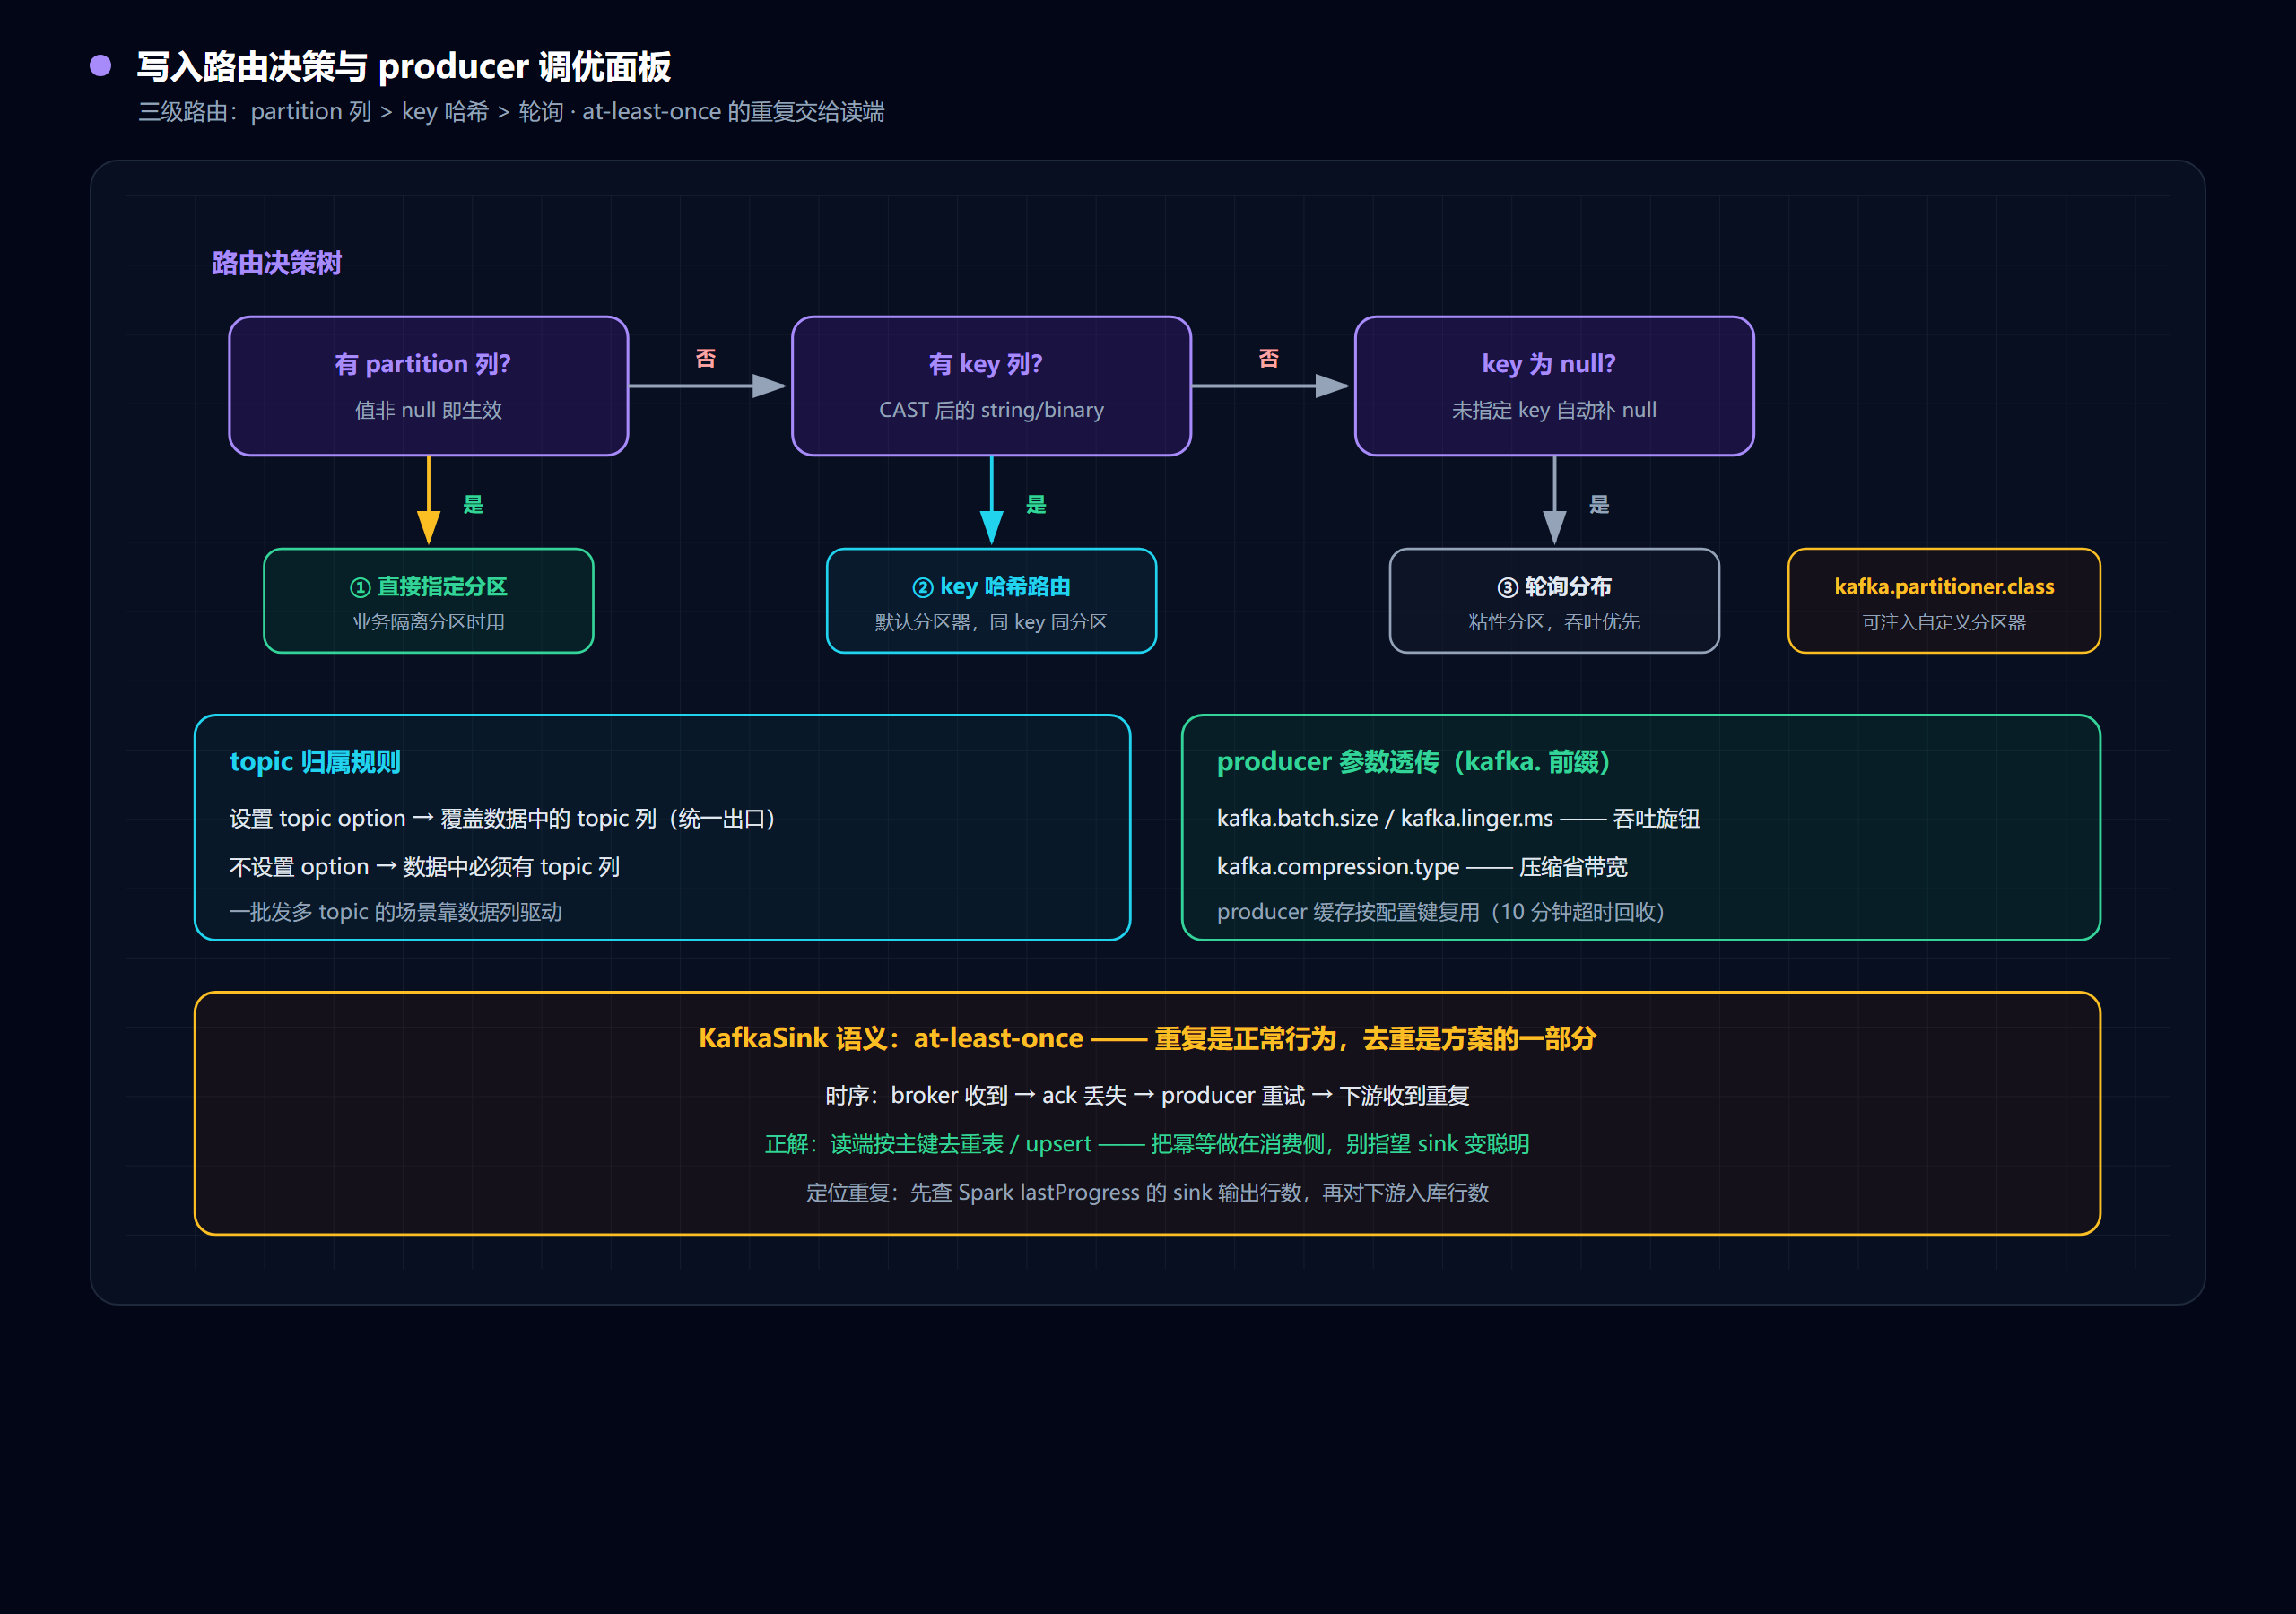 写入路由决策与 producer 调优面板
三级路由：partition 列 > key 哈希 > 轮询 · at-least-once 的重复交给读端
路由决策树
有 partition 列？
值非 null 即生效
否
有 key 列？
CAST 后的 string/binary
否
key 为 null？
未指定 key 自动补 null
是
是
是
① 直接指定分区
业务隔离分区时用
② key 哈希路由
默认分区器，同 key 同分区
③ 轮询分布
粘性分区，吞吐优先
kafka.partitioner.class
可注入自定义分区器
topic 归属规则
设置 topic option → 覆盖数据中的 topic 列（统一出口）
不设置 option → 数据中必须有 topic 列
一批发多 topic 的场景靠数据列驱动
producer 参数透传（kafka. 前缀）
kafka.batch.size / kafka.linger.ms —— 吞吐旋钮
kafka.compression.type —— 压缩省带宽
producer 缓存按配置键复用（10 分钟超时回收）
KafkaSink 语义：at-least-once —— 重复是正常行为，去重是方案的一部分
时序：broker 收到 → ack 丢失 → producer 重试 → 下游收到重复
正解：读端按主键去重表 / upsert —— 把幂等做在消费侧，别指望 sink 变聪明
定位重复：先查 Spark lastProgress 的 sink 输出行数，再对下游入库行数